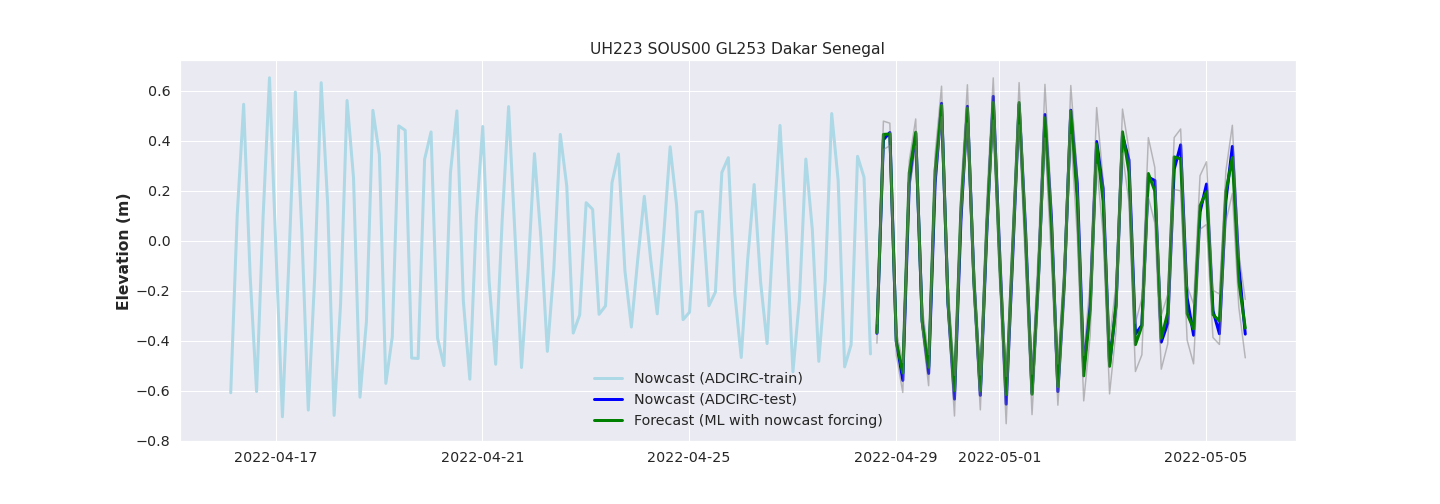 UH223 SOUS00 GL253 Dakar Senegal
Elevation (m)
0.6
0.4
0.2
0.0
−0.2
−0.4
−0.6
−0.8
Nowcast (ADCIRC-train)
Nowcast (ADCIRC-test)
Forecast (ML with nowcast forcing)
2022-04-17 2022-04-21 2022-04-25 2022-04-29 2022-05-01 2022-05-05